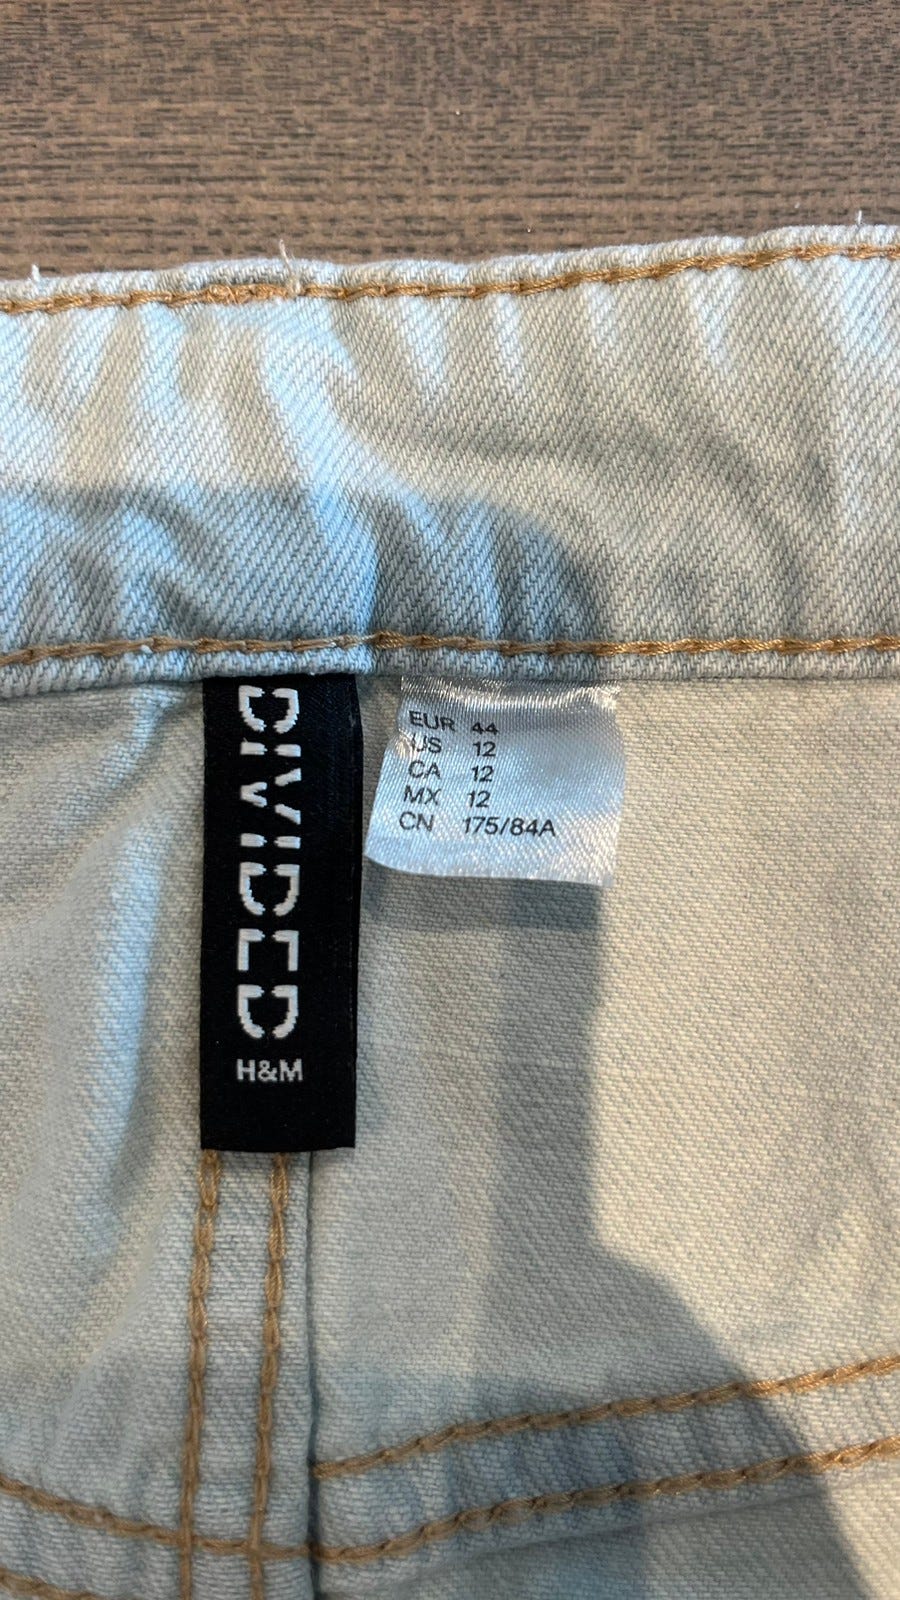 DIVIDED
H&M
EUR 44
US 12
CA 12
MX 12
CN 175/84A